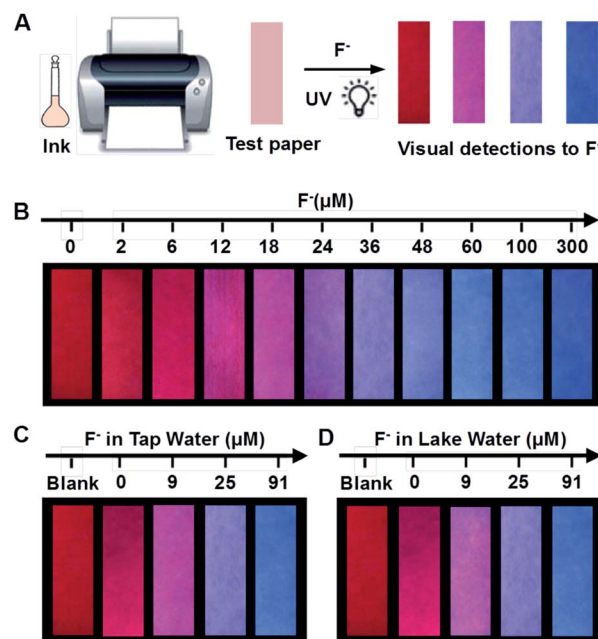 A
F-
UV
Ink
Test paper
Visual detections to F-
B
F-(μM)
0 2 6 12 18 24 36 48 60 100 300
C
F- in Tap Water (μM)
Blank 0 9 25 91
D
F- in Lake Water (μM)
Blank 0 9 25 91